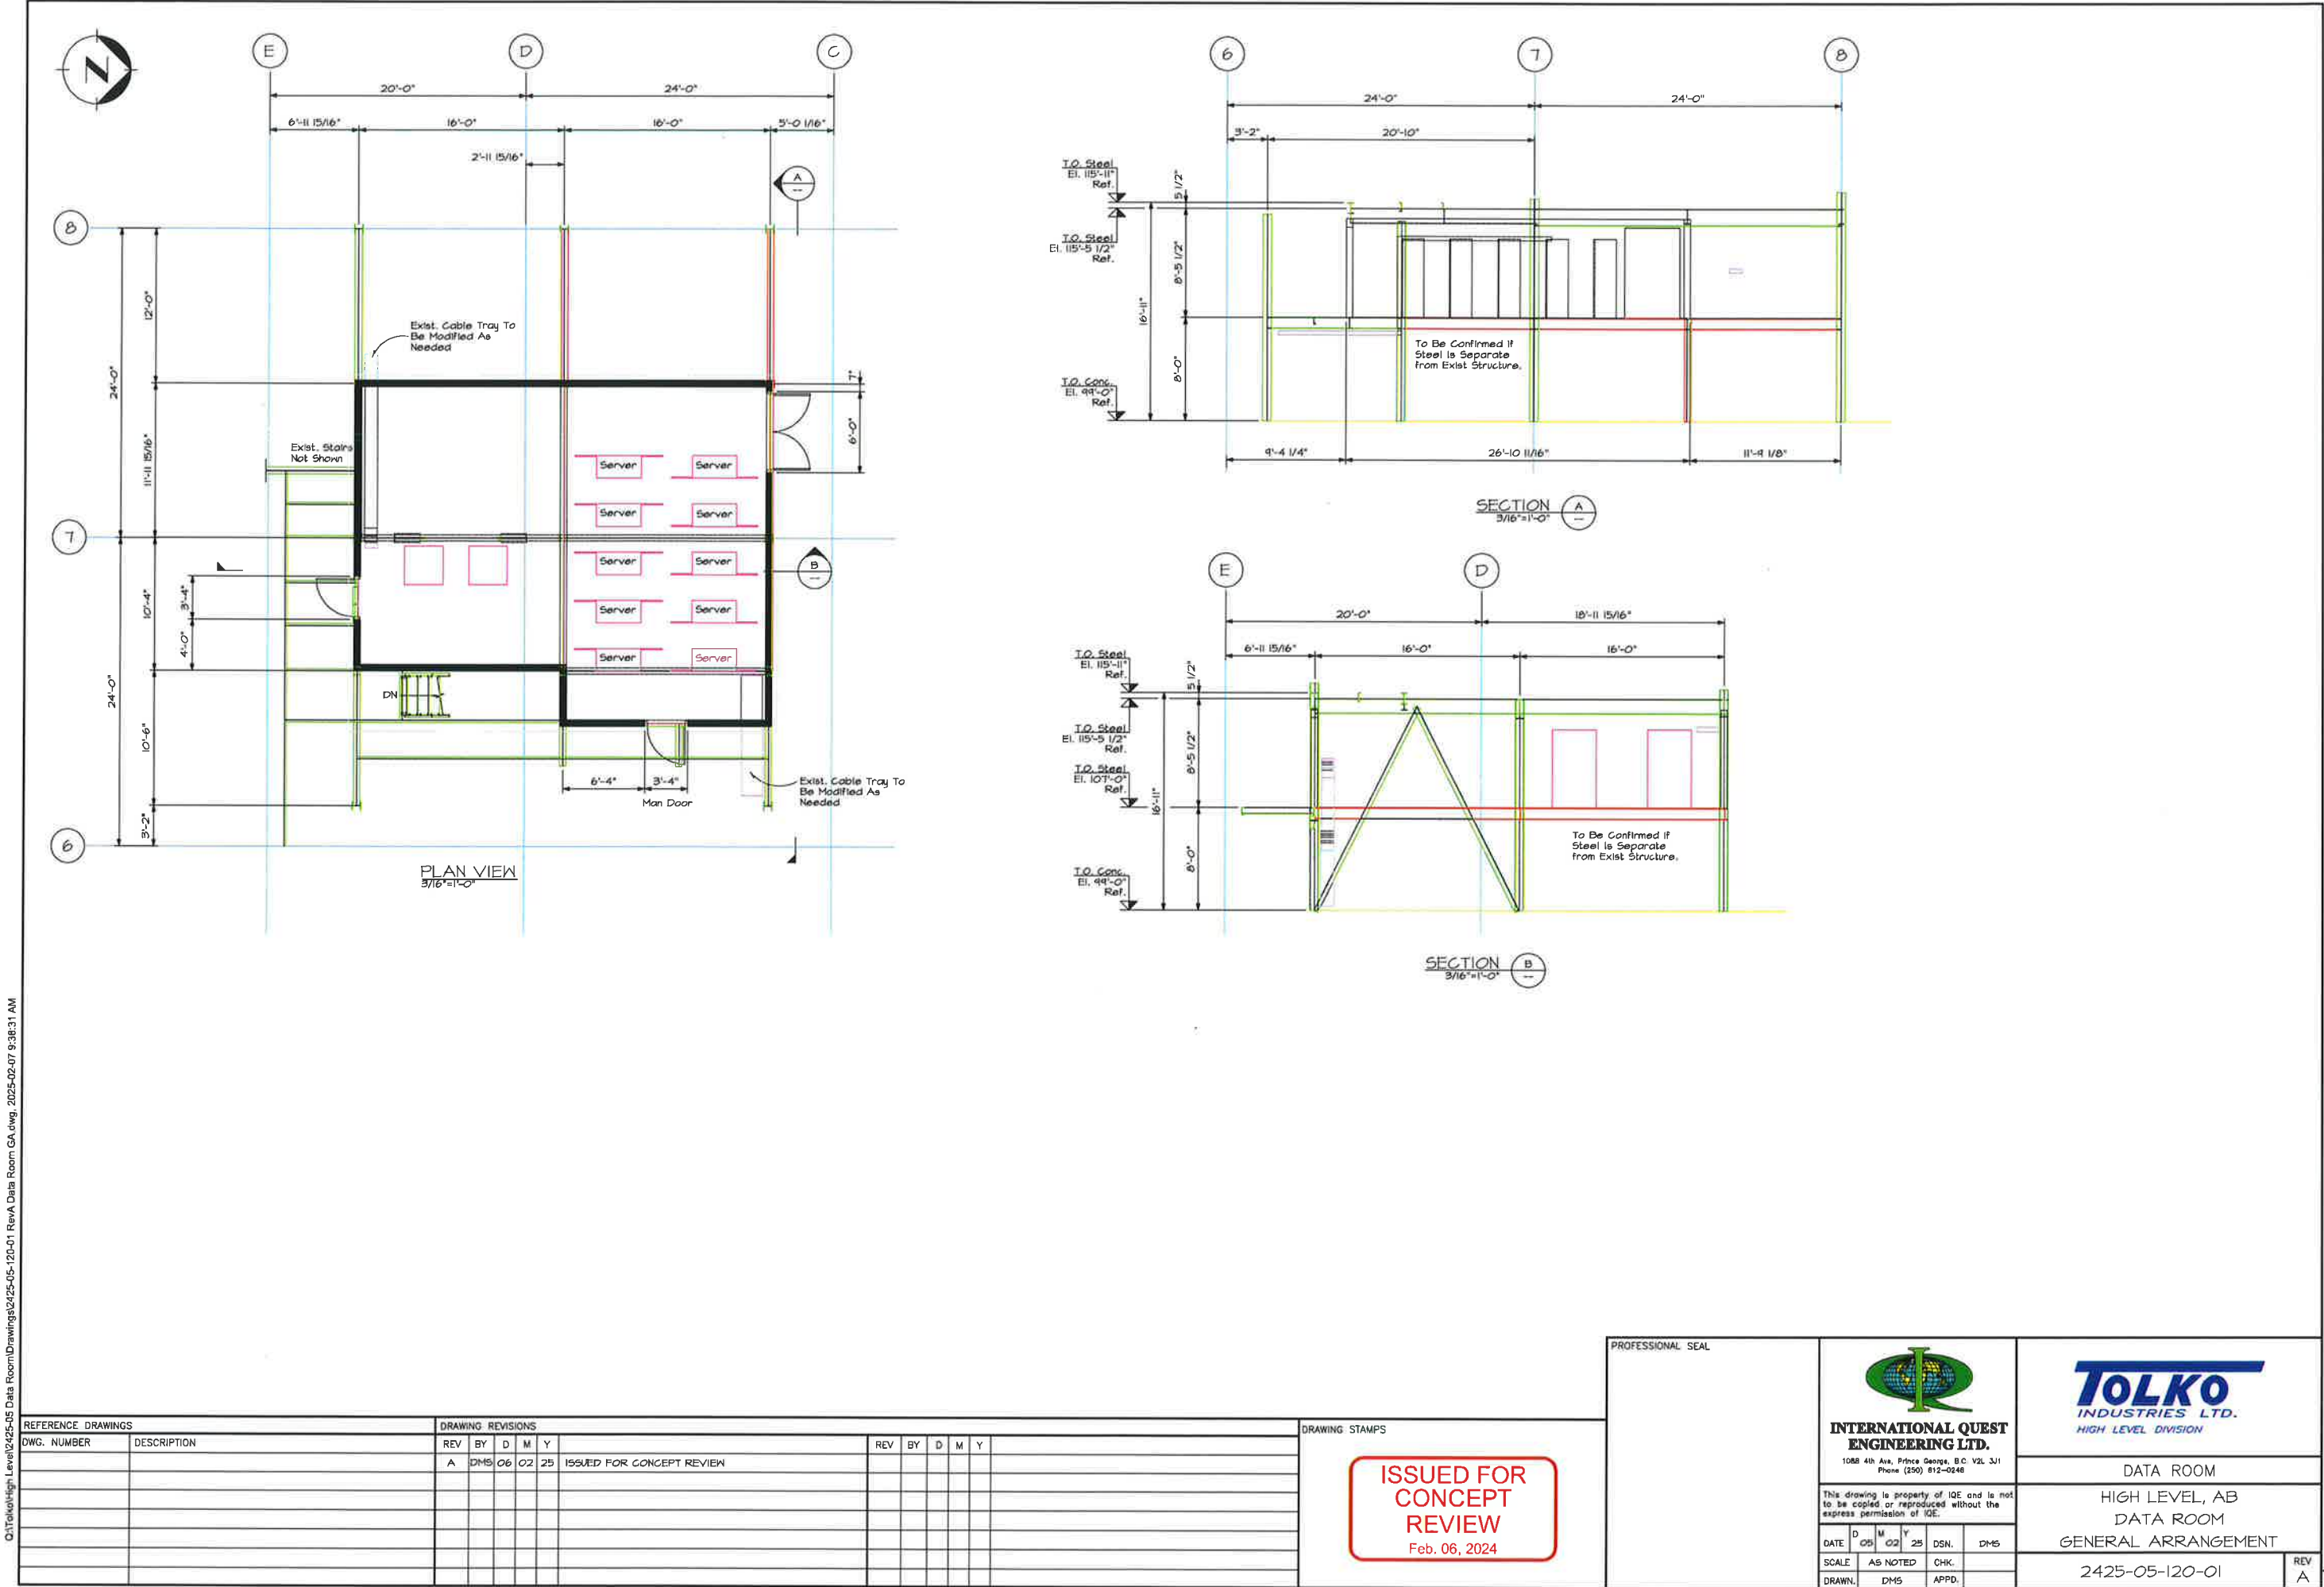 N
E
D
C
20'-0"
24'-0"
6'-11 15/16"
16'-0"
16'-0"
5'-0 1/16"
2'-11 15/16"
A
--
8
12'-0"
Exist. Cable Tray To
Be Modified As
Needed
24'-0"
7"
6'-0"
Exist. Stairs
Not Shown
11'-11 15/16"
Server
Server
Server
Server
7
Server
Server
B
--
3'-4"
10'-4"
Server
Server
4'-0"
Server
Server
DN
24'-0"
10'-6"
6'-4"
3'-4"
Man Door
Exist. Cable Tray To
Be Modified As
Needed
3'-2"
6
PLAN VIEW
3/16"=1'-0"
6
7
8
24'-0"
24'-0"
3'-2"
20'-10"
T.O. Steel
El. 115'-11"
Ref.
5 1/2"
T.O. Steel
El. 115'-5 1/2"
Ref.
8'-5 1/2"
16'-11"
To Be Confirmed If
Steel Is Separate
from Exist Structure.
8'-0"
T.O. Conc.
El. 99'-0"
Ref.
9'-4 1/4"
26'-10 11/16"
11'-9 1/8"
SECTION
A
--
3/16"=1'-0"
E
D
20'-0"
18'-11 15/16"
6'-11 15/16"
16'-0"
16'-0"
T.O. Steel
El. 115'-11"
Ref.
5 1/2"
T.O. Steel
El. 115'-5 1/2"
Ref.
8'-5 1/2"
T.O. Steel
El. 107'-0"
Ref.
16'-11"
To Be Confirmed If
Steel Is Separate
from Exist Structure.
8'-0"
T.O. Conc.
El. 99'-0"
Ref.
SECTION
B
--
3/16"=1'-0"
Q:\Tolko\High Level\2425-05 Data Room\Drawings\2425-05-120-01 RevA Data Room GA.dwg, 2025-02-07 9:38:31 AM
REFERENCE DRAWINGS
DWG. NUMBER DESCRIPTION
DRAWING REVISIONS
REV BY D M Y
REV BY D M Y
A DMS 06 02 25 ISSUED FOR CONCEPT REVIEW
DRAWING STAMPS
ISSUED FOR
CONCEPT
REVIEW
Feb. 06, 2024
PROFESSIONAL SEAL
INTERNATIONAL QUEST
ENGINEERING LTD.
1088 4th Ave, Prince George, B.C. V2L 3J1
Phone (250) 612-0248
This drawing is property of IQE and is not
to be copied or reproduced without the
express permission of IQE.
D M Y
DATE 05 02 25 DSN. DMS
SCALE AS NOTED CHK.
DRAWN. DMS APPD.
TOLKO
INDUSTRIES LTD.
HIGH LEVEL DIVISION
DATA ROOM
HIGH LEVEL, AB
DATA ROOM
GENERAL ARRANGEMENT
2425-05-120-01
REV
A